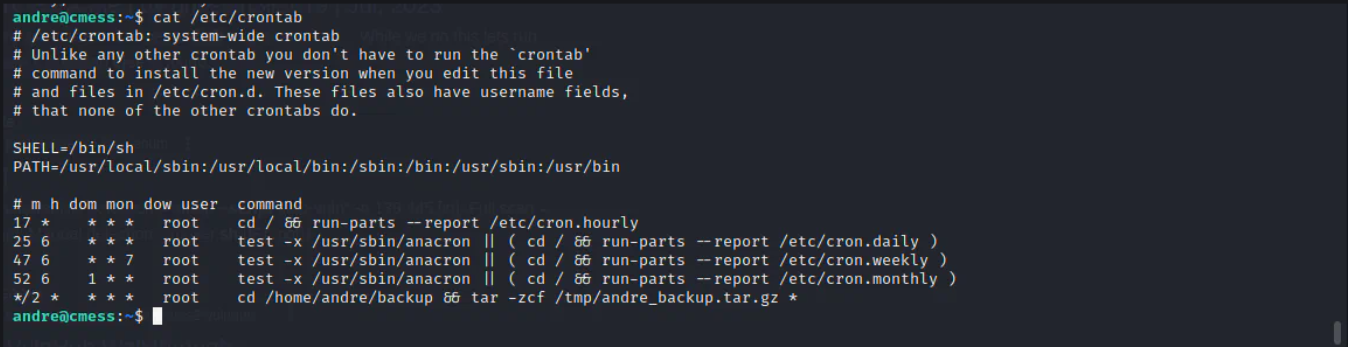 andre@cmess:~$ cat /etc/crontab
# /etc/crontab: system-wide crontab
# Unlike any other crontab you don't have to run the `crontab'
# command to install the new version when you edit this file
# and files in /etc/cron.d. These files also have username fields,
# that none of the other crontabs do.

SHELL=/bin/sh
PATH=/usr/local/sbin:/usr/local/bin:/sbin:/bin:/usr/sbin:/usr/bin

# m h dom mon dow user  command
17 *    * * *   root    cd / && run-parts --report /etc/cron.hourly
25 6    * * *   root    test -x /usr/sbin/anacron || ( cd / && run-parts --report /etc/cron.daily )
47 6    * * 7   root    test -x /usr/sbin/anacron || ( cd / && run-parts --report /etc/cron.weekly )
52 6    1 * *   root    test -x /usr/sbin/anacron || ( cd / && run-parts --report /etc/cron.monthly )
*/2 *   * * *   root    cd /home/andre/backup && tar -zcf /tmp/andre_backup.tar.gz *
andre@cmess:~$